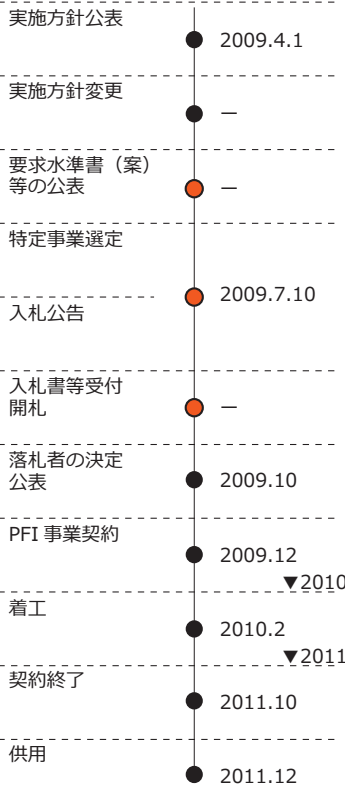 実施方針公表
2009.4.1
実施方針変更
－
要求水準書（案）
等の公表
－
特定事業選定
2009.7.10
入札公告
入札書等受付
開札
－
落札者の決定
公表
2009.10
PFI 事業契約
2009.12
▼2010
着工
2010.2
▼2011
契約終了
2011.10
供用
2011.12